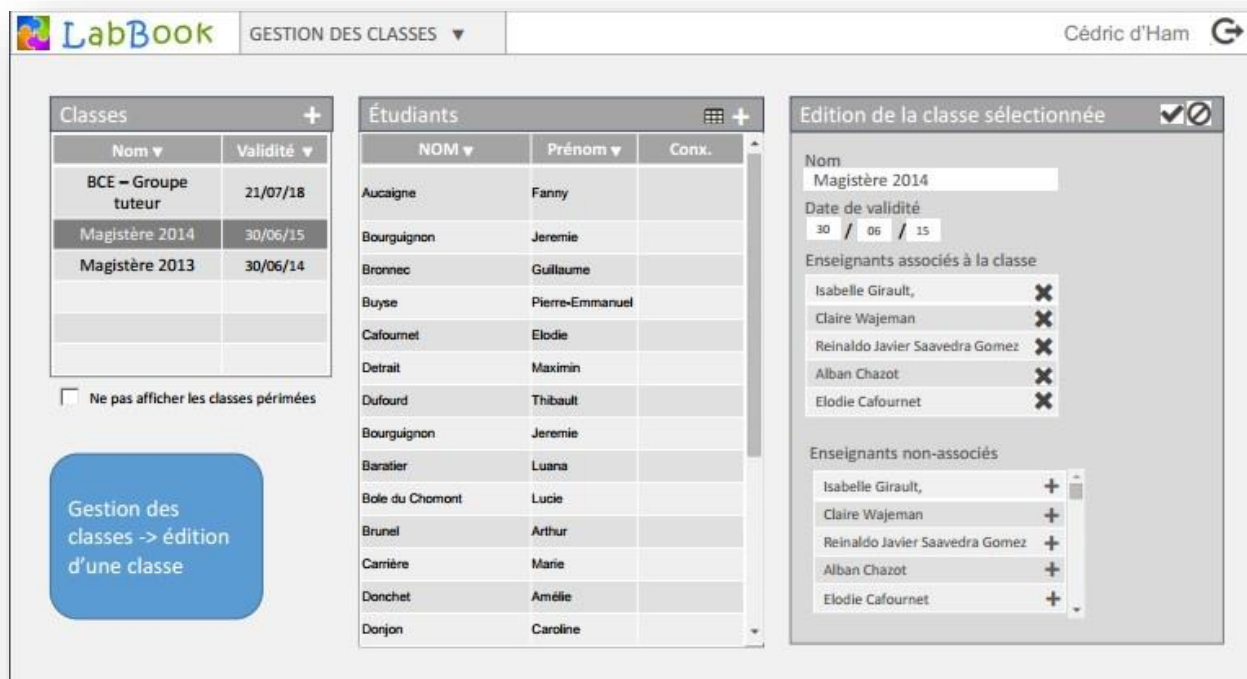 LabBook
GESTION DES CLASSES ▼
Cédric d'Ham
Classes
Nom ▼ Validité ▼
BCE – Groupe
tuteur
21/07/18
Magistère 2014 30/06/15
Magistère 2013 30/06/14
Ne pas afficher les classes périmées
Gestion des
classes -> édition
d'une classe
Étudiants
NOM ▼ Prénom ▼ Conx.
Aucaigne Fanny
Bourguignon Jeremie
Bronnec Guillaume
Buyse Pierre-Emmanuel
Cafournet Elodie
Detrait Maximin
Dufourd Thibault
Bourguignon Jeremie
Baratier Luana
Bole du Chomont Lucie
Brunel Arthur
Carrière Marie
Donchet Amélie
Donjon Caroline
Edition de la classe sélectionnée
Nom
Magistère 2014
Date de validité
30 / 06 / 15
Enseignants associés à la classe
Isabelle Girault,
Claire Wajeman
Reinaldo Javier Saavedra Gomez
Alban Chazot
Elodie Cafournet
Enseignants non-associés
Isabelle Girault,
Claire Wajeman
Reinaldo Javier Saavedra Gomez
Alban Chazot
Elodie Cafournet